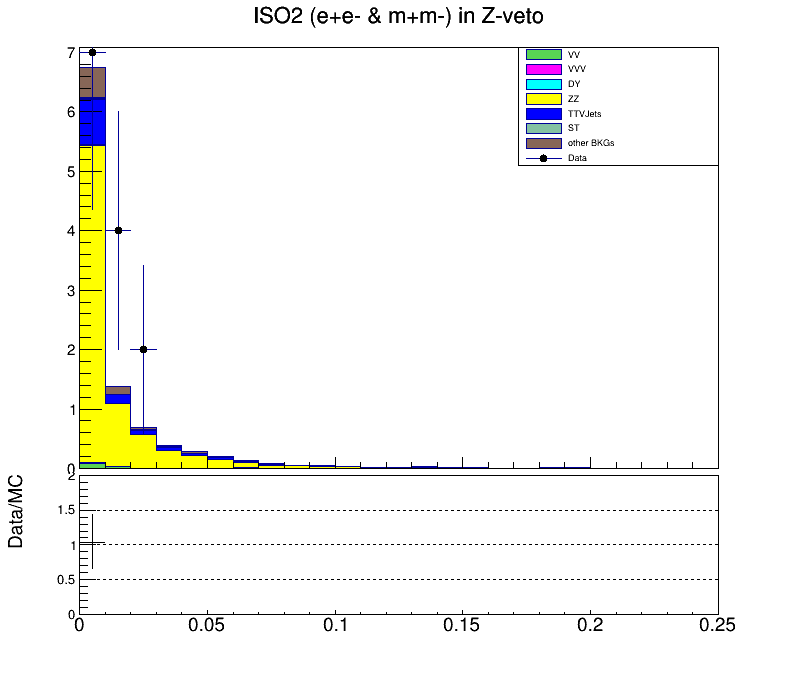 ISO2 (e+e- & m+m-) in Z-veto
7
6
5
4
3
2
1
0
VV
VVV
DY
ZZ
TTVJets
ST
other BKGs
Data
Data/MC
2
1.5
1
0.5
0
0 0.05 0.1 0.15 0.2 0.25